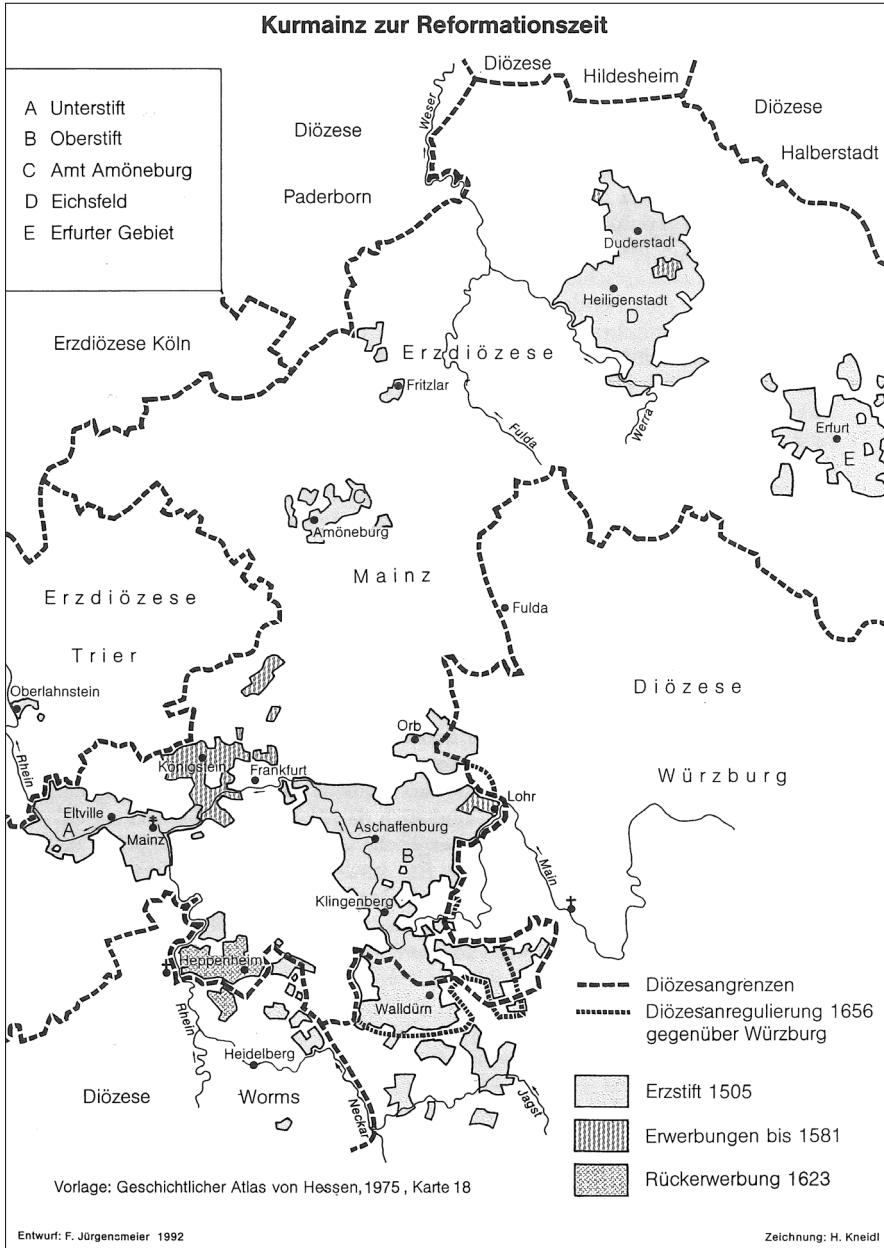 Kurmainz zur Reformationszeit
A Unterstift
B Oberstift
C Amt Amöneburg
D Eichsfeld
E Erfurter Gebiet
Diözese
Hildesheim
Diözese
Halberstadt
Diözese
Paderborn
Weser
Duderstadt
Heiligenstadt
D
Erzdiözese Köln
Erzdiözese
Fritzlar
Fulda
Werra
Erfurt
E
C
Amöneburg
Mainz
Fulda
Erzdiözese
Trier
Oberlahnstein
Diözese
Würzburg
Orb
Rhein
Königstein
Frankfurt
Lohr
Eltville
A
Mainz
Aschaffenburg
B
Main
Klingenberg
Heppenheim
Walldürn
Rhein
Heidelberg
Neckar
Jagst
Diözese
Worms
Diözesangrenzen
Diözesanregulierung 1656
gegenüber Würzburg
Erzstift 1505
Erwerbungen bis 1581
Rückerwerbung 1623
Vorlage: Geschichtlicher Atlas von Hessen, 1975, Karte 18
Entwurf: F. Jürgensmeier 1992
Zeichnung: H. Kneidl